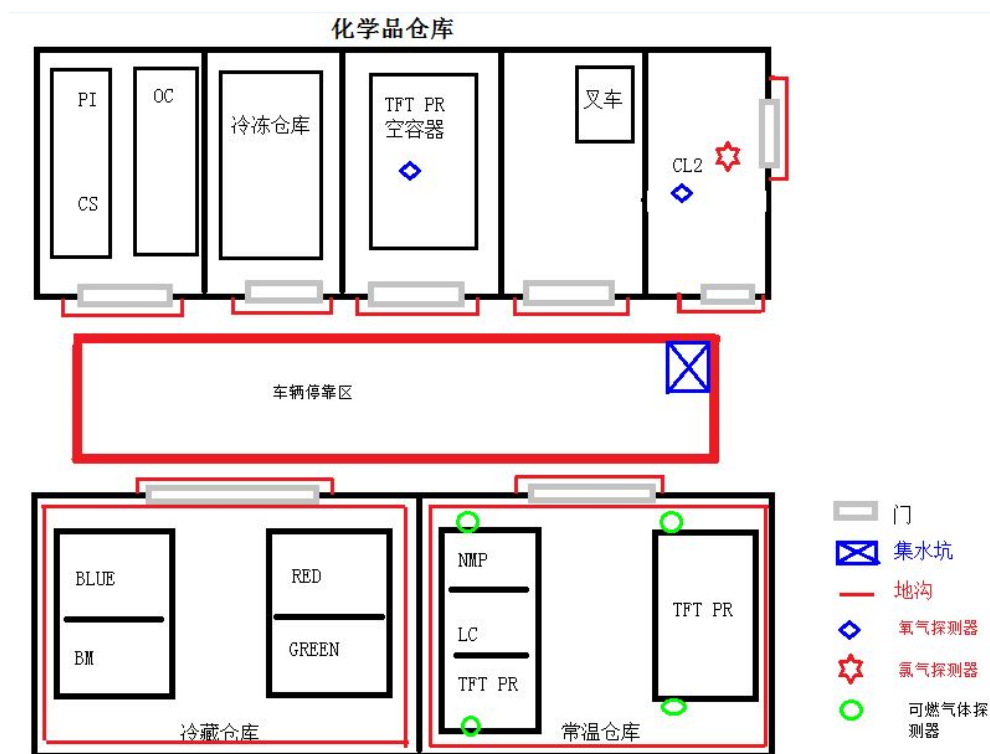 化学品仓库
PI
OC
CS
冷冻仓库
TFT PR
空容器
叉车
CL2
车辆停靠区
BLUE
BM
RED
GREEN
冷藏仓库
NMP
LC
TFT PR
TFT PR
常温仓库
门
集水坑
地沟
氧气探测器
氯气探测器
可燃气体探
测器